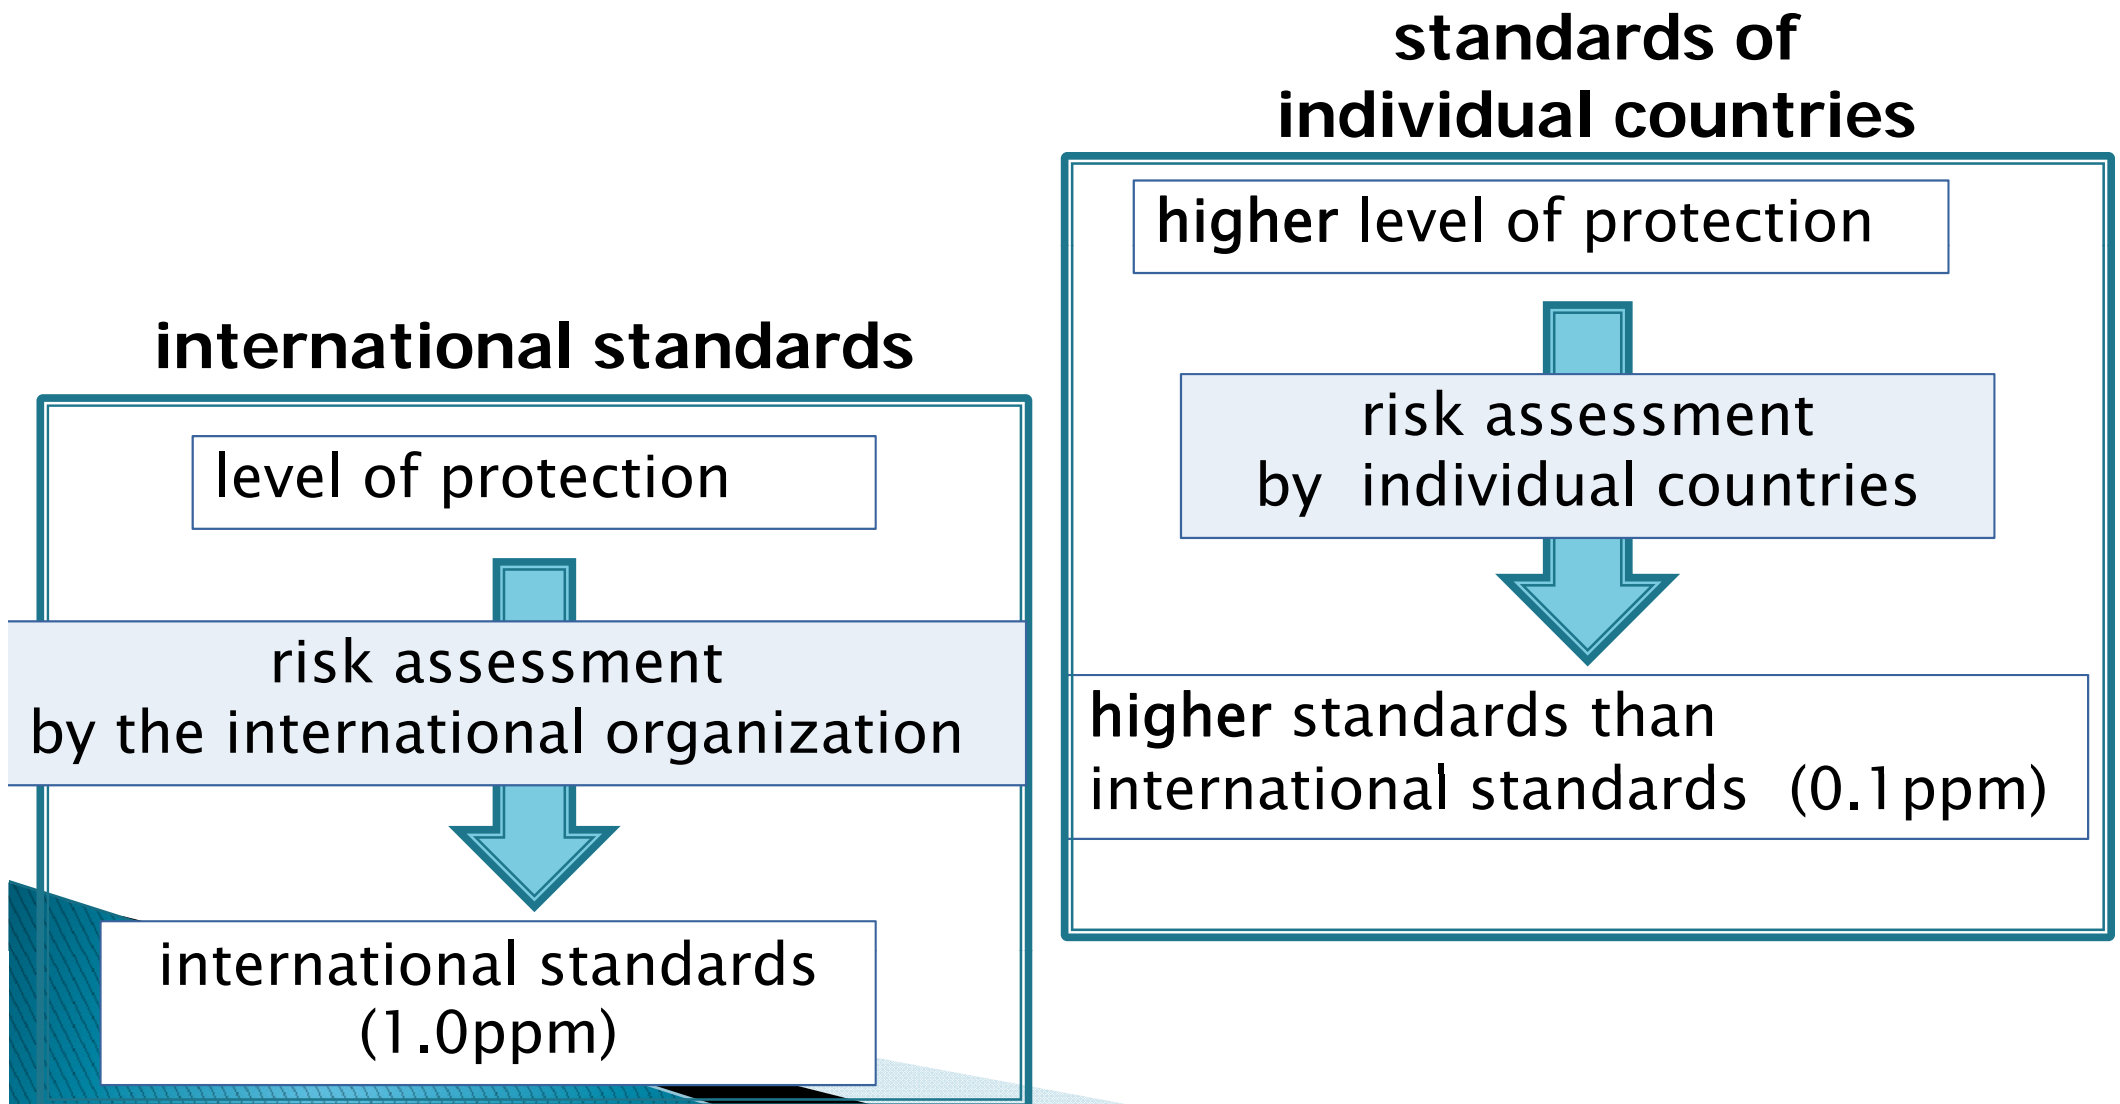 international standards
level of protection
risk assessment
by the international organization
international standards
(1.0ppm)
standards of
individual countries
higher level of protection
risk assessment
by individual countries
higher standards than
international standards (0.1ppm)